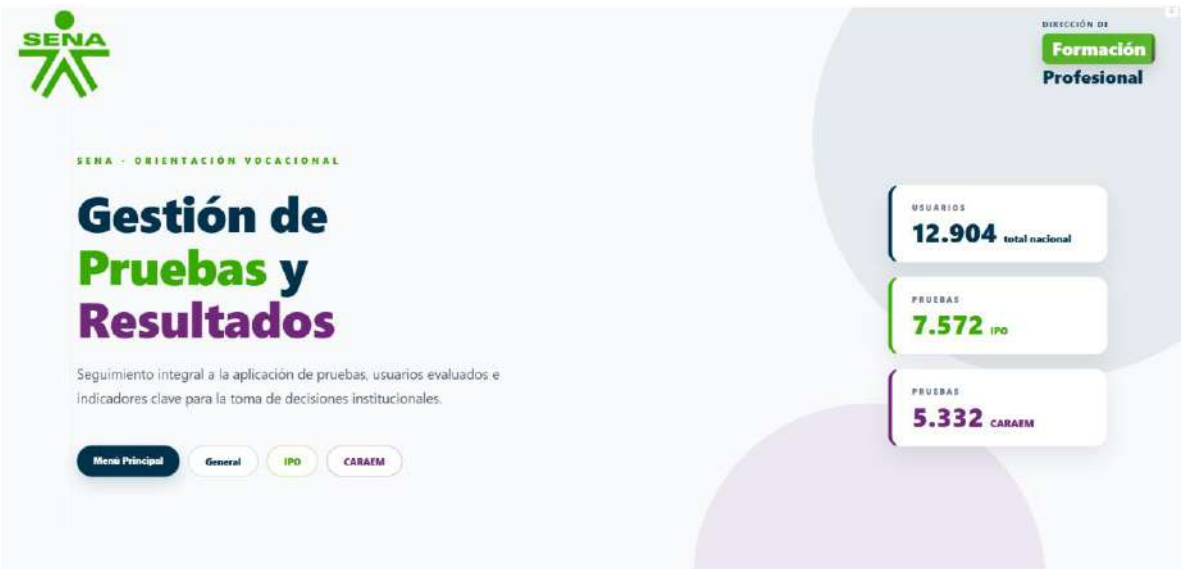 SENA
DIRECCIÓN DE
Formación
Profesional
SENA - ORIENTACIÓN VOCACIONAL
Gestión de
Pruebas y
Resultados
Seguimiento integral a la aplicación de pruebas, usuarios evaluados e
indicadores clave para la toma de decisiones institucionales.
Menú Principal
General
IPO
CARAEM
USUARIOS
12.904 total nacional
PRUEBAS
7.572 IPO
PRUEBAS
5.332 CARAEM